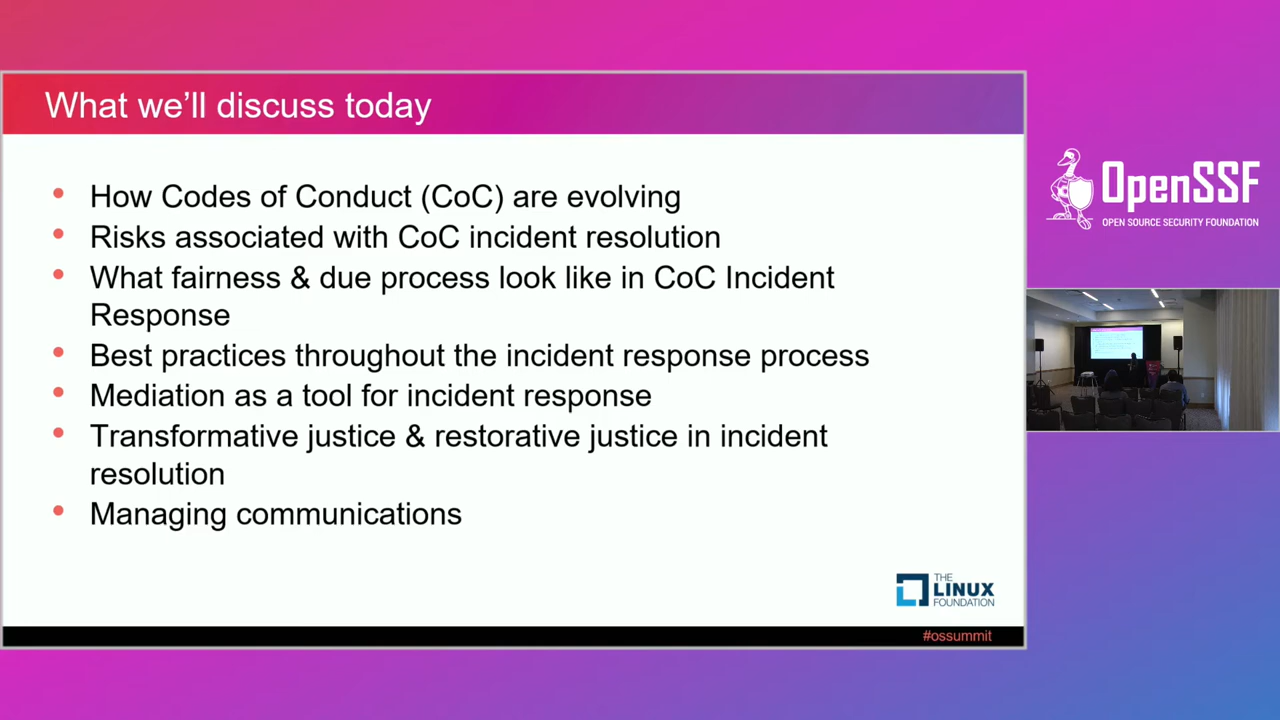 What we'll discuss today
• How Codes of Conduct (CoC) are evolving
• Risks associated with CoC incident resolution
• What fairness & due process look like in CoC Incident
Response
• Best practices throughout the incident response process
• Mediation as a tool for incident response
• Transformative justice & restorative justice in incident
resolution
• Managing communications
THE
LINUX
FOUNDATION
#ossummit
OpenSSF
OPEN SOURCE SECURITY FOUNDATION